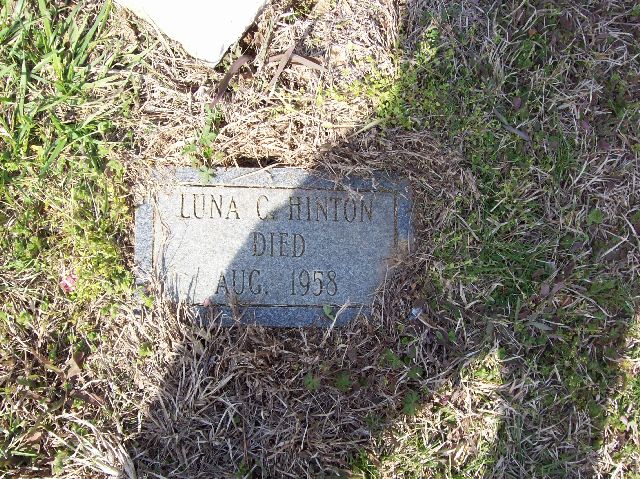 LUNA C. HINTON
DIED
AUG. 1958